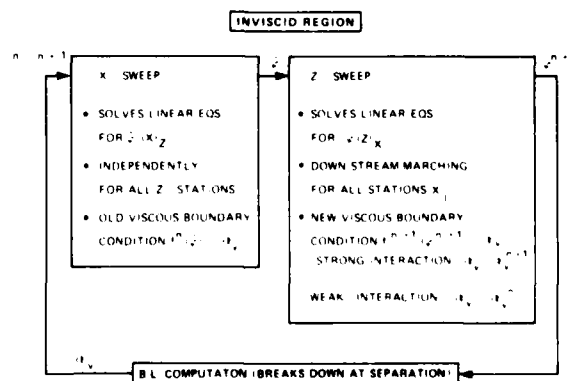 INVISCID REGION
X SWEEP
• SOLVES LINEAR EQS
FOR (X)Z
• INDEPENDENTLY
FOR ALL Z STATIONS
• OLD VISCOUS BOUNDARY
CONDITION
Z SWEEP
• SOLVES LINEAR EQS
FOR (Z)X
• DOWN STREAM MARCHING
FOR ALL STATIONS X
• NEW VISCOUS BOUNDARY
CONDITION
STRONG INTERACTION
WEAK INTERACTION
B L COMPUTATON (BREAKS DOWN AT SEPARATION)